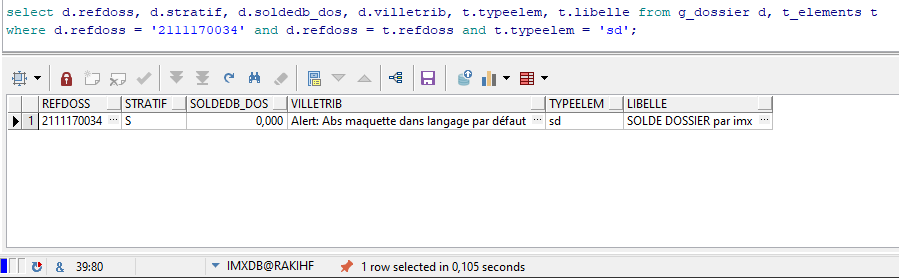 select d.refdoss, d.stratif, d.soldedb_dos, d.villetrib, t.typeelem, t.libelle from g_dossier d, t_elements t
where d.refdoss = '2111170034' and d.refdoss = t.refdoss and t.typeelem = 'sd';
REFDOSS STRATIF SOLDEDB_DOS VILLETRIB TYPEELEM LIBELLE
1 2111170034 ... S 0,000 Alert: Abs maquette dans langage par défaut ... sd SOLDE DOSSIER par imx ...
& 39:80 IMXDB@RAKIHF 1 row selected in 0,105 seconds